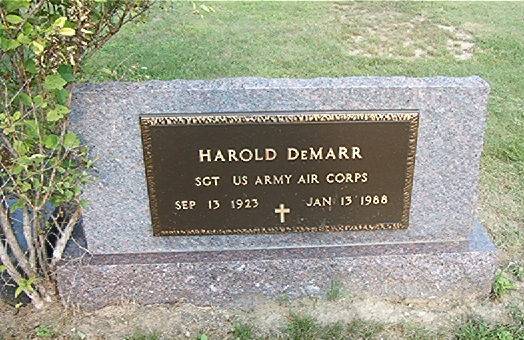 HAROLD DEMARR
SGT US ARMY AIR CORPS
SEP 13 1923 JAN 13 1988